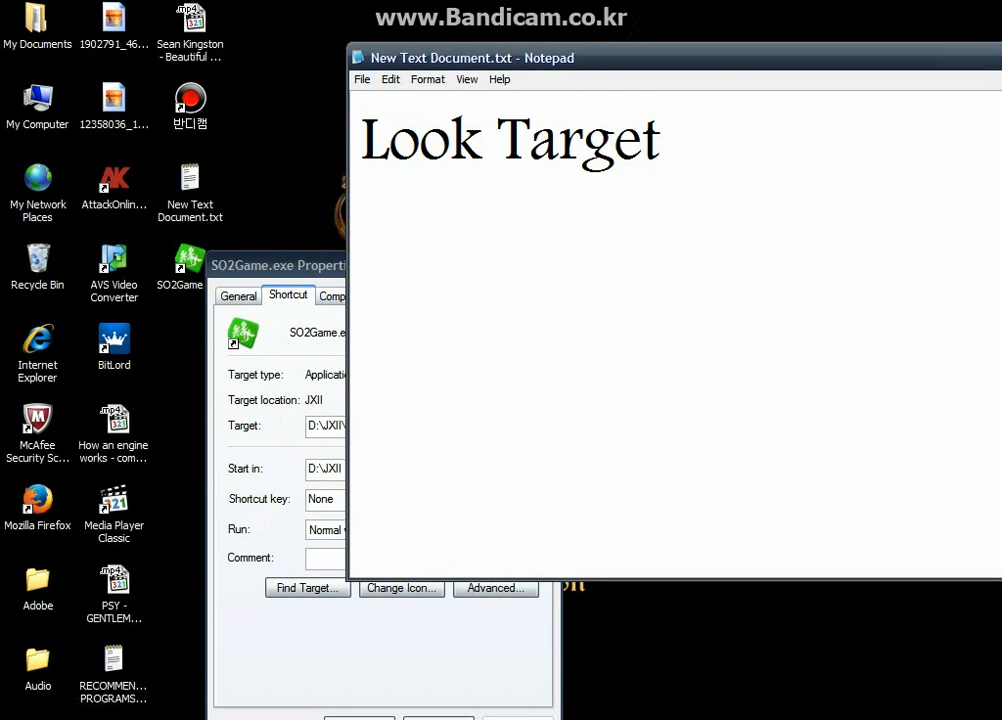 www.Bandicam.co.kr
My Documents
1902791_46...
Sean Kingston
- Beautiful ...
My Computer
12358036_1...
반디캠
My Network
Places
AttackOnlin...
New Text
Document.txt
Recycle Bin
AVS Video
Converter
SO2Game
Internet
Explorer
BitLord
McAfee
Security Sc...
How an engine
works - com...
Mozilla Firefox
Media Player
Classic
Adobe
PSY -
GENTLEM...
Audio
RECOMMEN...
PROGRAMS...
New Text Document.txt - Notepad
File Edit Format View Help
Look Target
SO2Game.exe Properti
General Shortcut Comp
SO2Game.e
Target type: Applicati
Target location: JXII
Target: D:\JXII\
Start in: D:\JXII
Shortcut key: None
Run: Normal
Comment:
Find Target... Change Icon... Advanced...